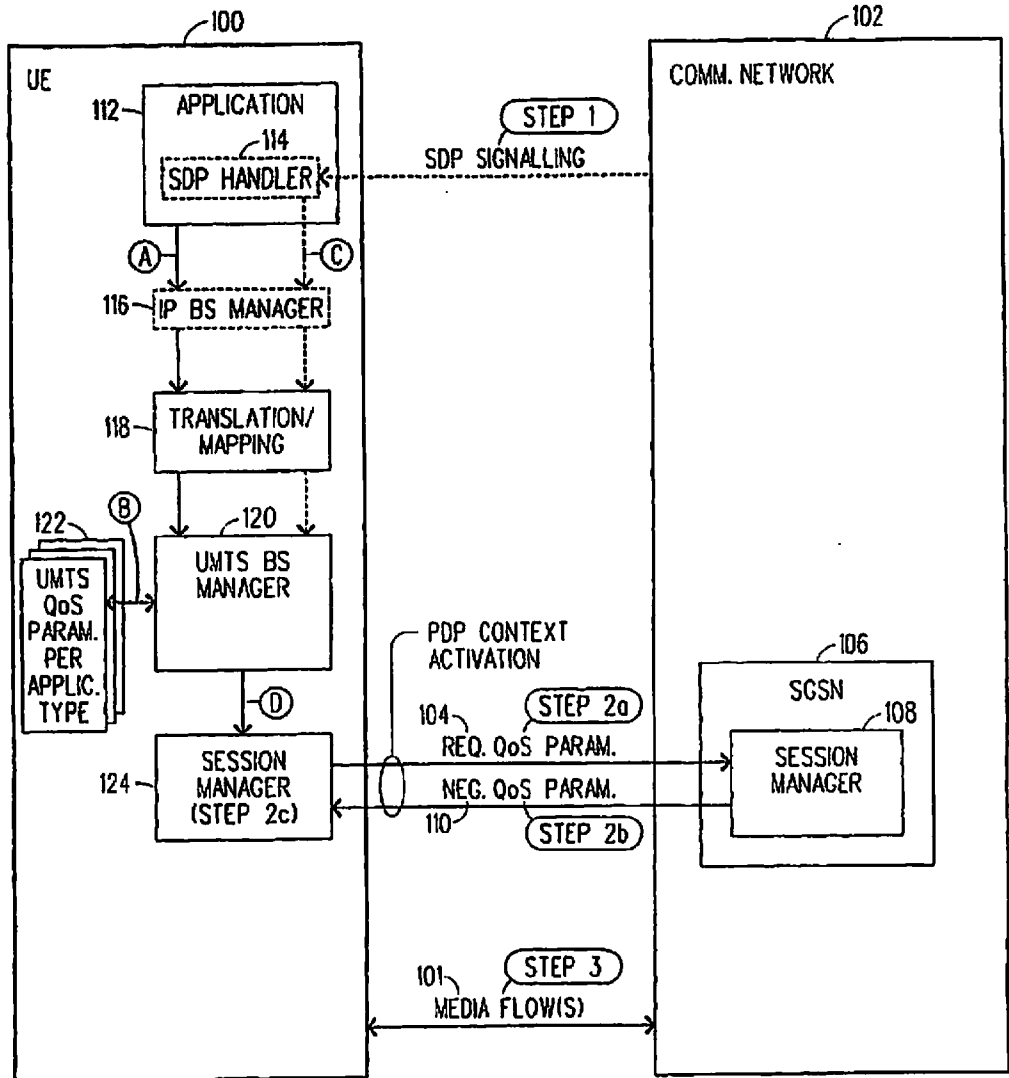 100
102
UE
COMM. NETWORK
APPLICATION
112
114
SDP HANDLER
STEP 1
SDP SIGNALLING
A
C
116
IP BS MANAGER
118
TRANSLATION/
MAPPING
B
122
120
UMTS
QoS
PARAM.
PER
APPLIC.
TYPE
UMTS BS
MANAGER
PDP CONTEXT
ACTIVATION
D
106
SGSN
104
STEP 2a
REQ. QoS PARAM.
108
124
SESSION
MANAGER
(STEP 2c)
SESSION
MANAGER
NEG. QoS PARAM.
110
STEP 2b
STEP 3
101
MEDIA FLOW(S)